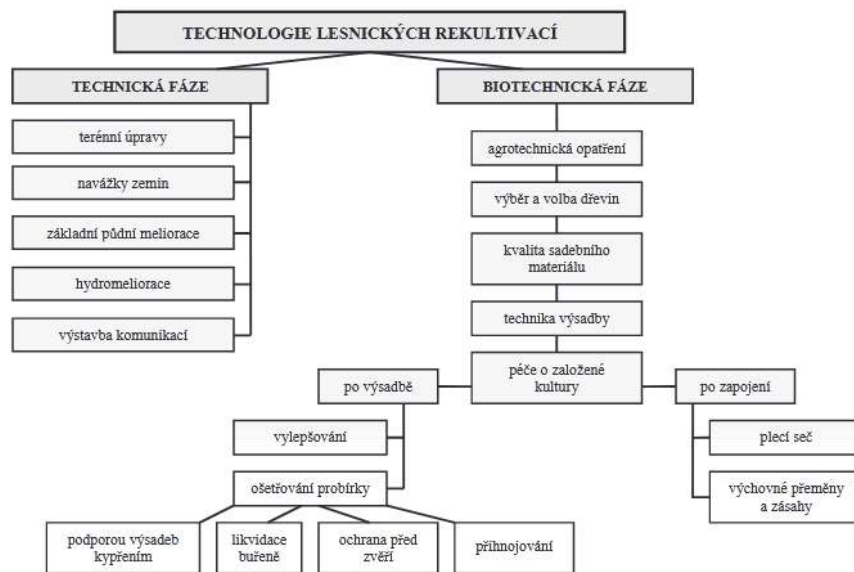 TECHNOLOGIE LESNICKÝCH REKULTIVACÍ
TECHNICKÁ FÁZE
BIOTECHNICKÁ FÁZE
terénní úpravy
navážky zemin
základní půdní meliorace
hydromeliorace
výstavba komunikací
agrotechnická opatření
výběr a volba dřevin
kvalita sadebního
materiálu
technika výsadby
péče o založené
kultury
po výsadbě
po zapojení
vylepšování
ošetřování probírky
plecí seč
výchovné přeměny
a zásahy
podporou výsadeb
kypřením
likvidace
buřeně
ochrana před
zvěří
přihnojování